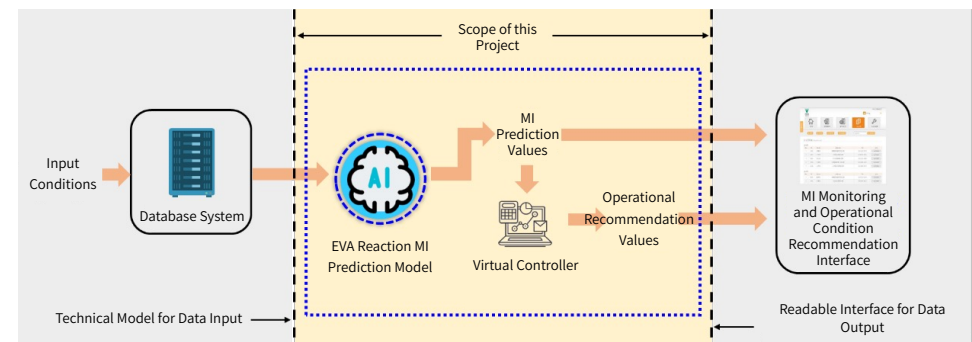 Scope of this
Project
Input
Conditions
Database System
AI
EVA Reaction MI
Prediction Model
MI
Prediction
Values
Virtual Controller
Operational
Recommendation
Values
MI Monitoring
and Operational
Condition
Recommendation
Interface
Technical Model for Data Input
Readable Interface for Data
Output